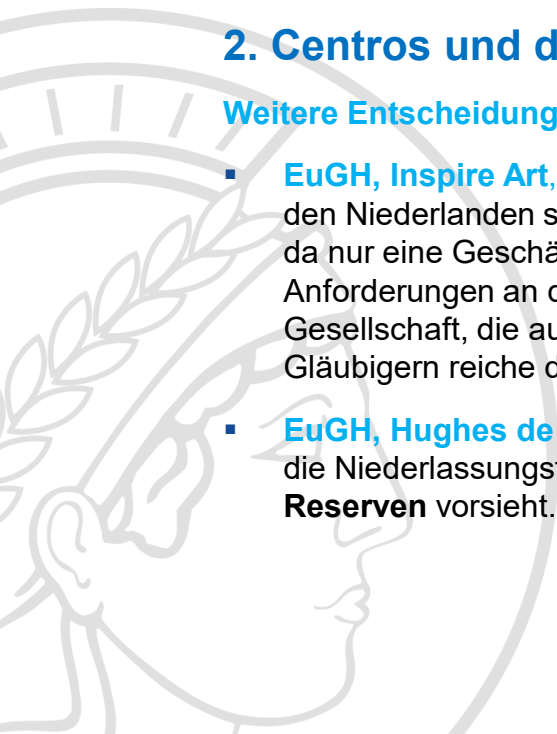 2. Centros und d
Weitere Entscheidung
▪ EuGH, Inspire Art,
den Niederlanden s
da nur eine Geschä
Anforderungen an d
Gesellschaft, die au
Gläubigern reiche d
▪ EuGH, Hughes de
die Niederlassungsf
Reserven vorsieht.